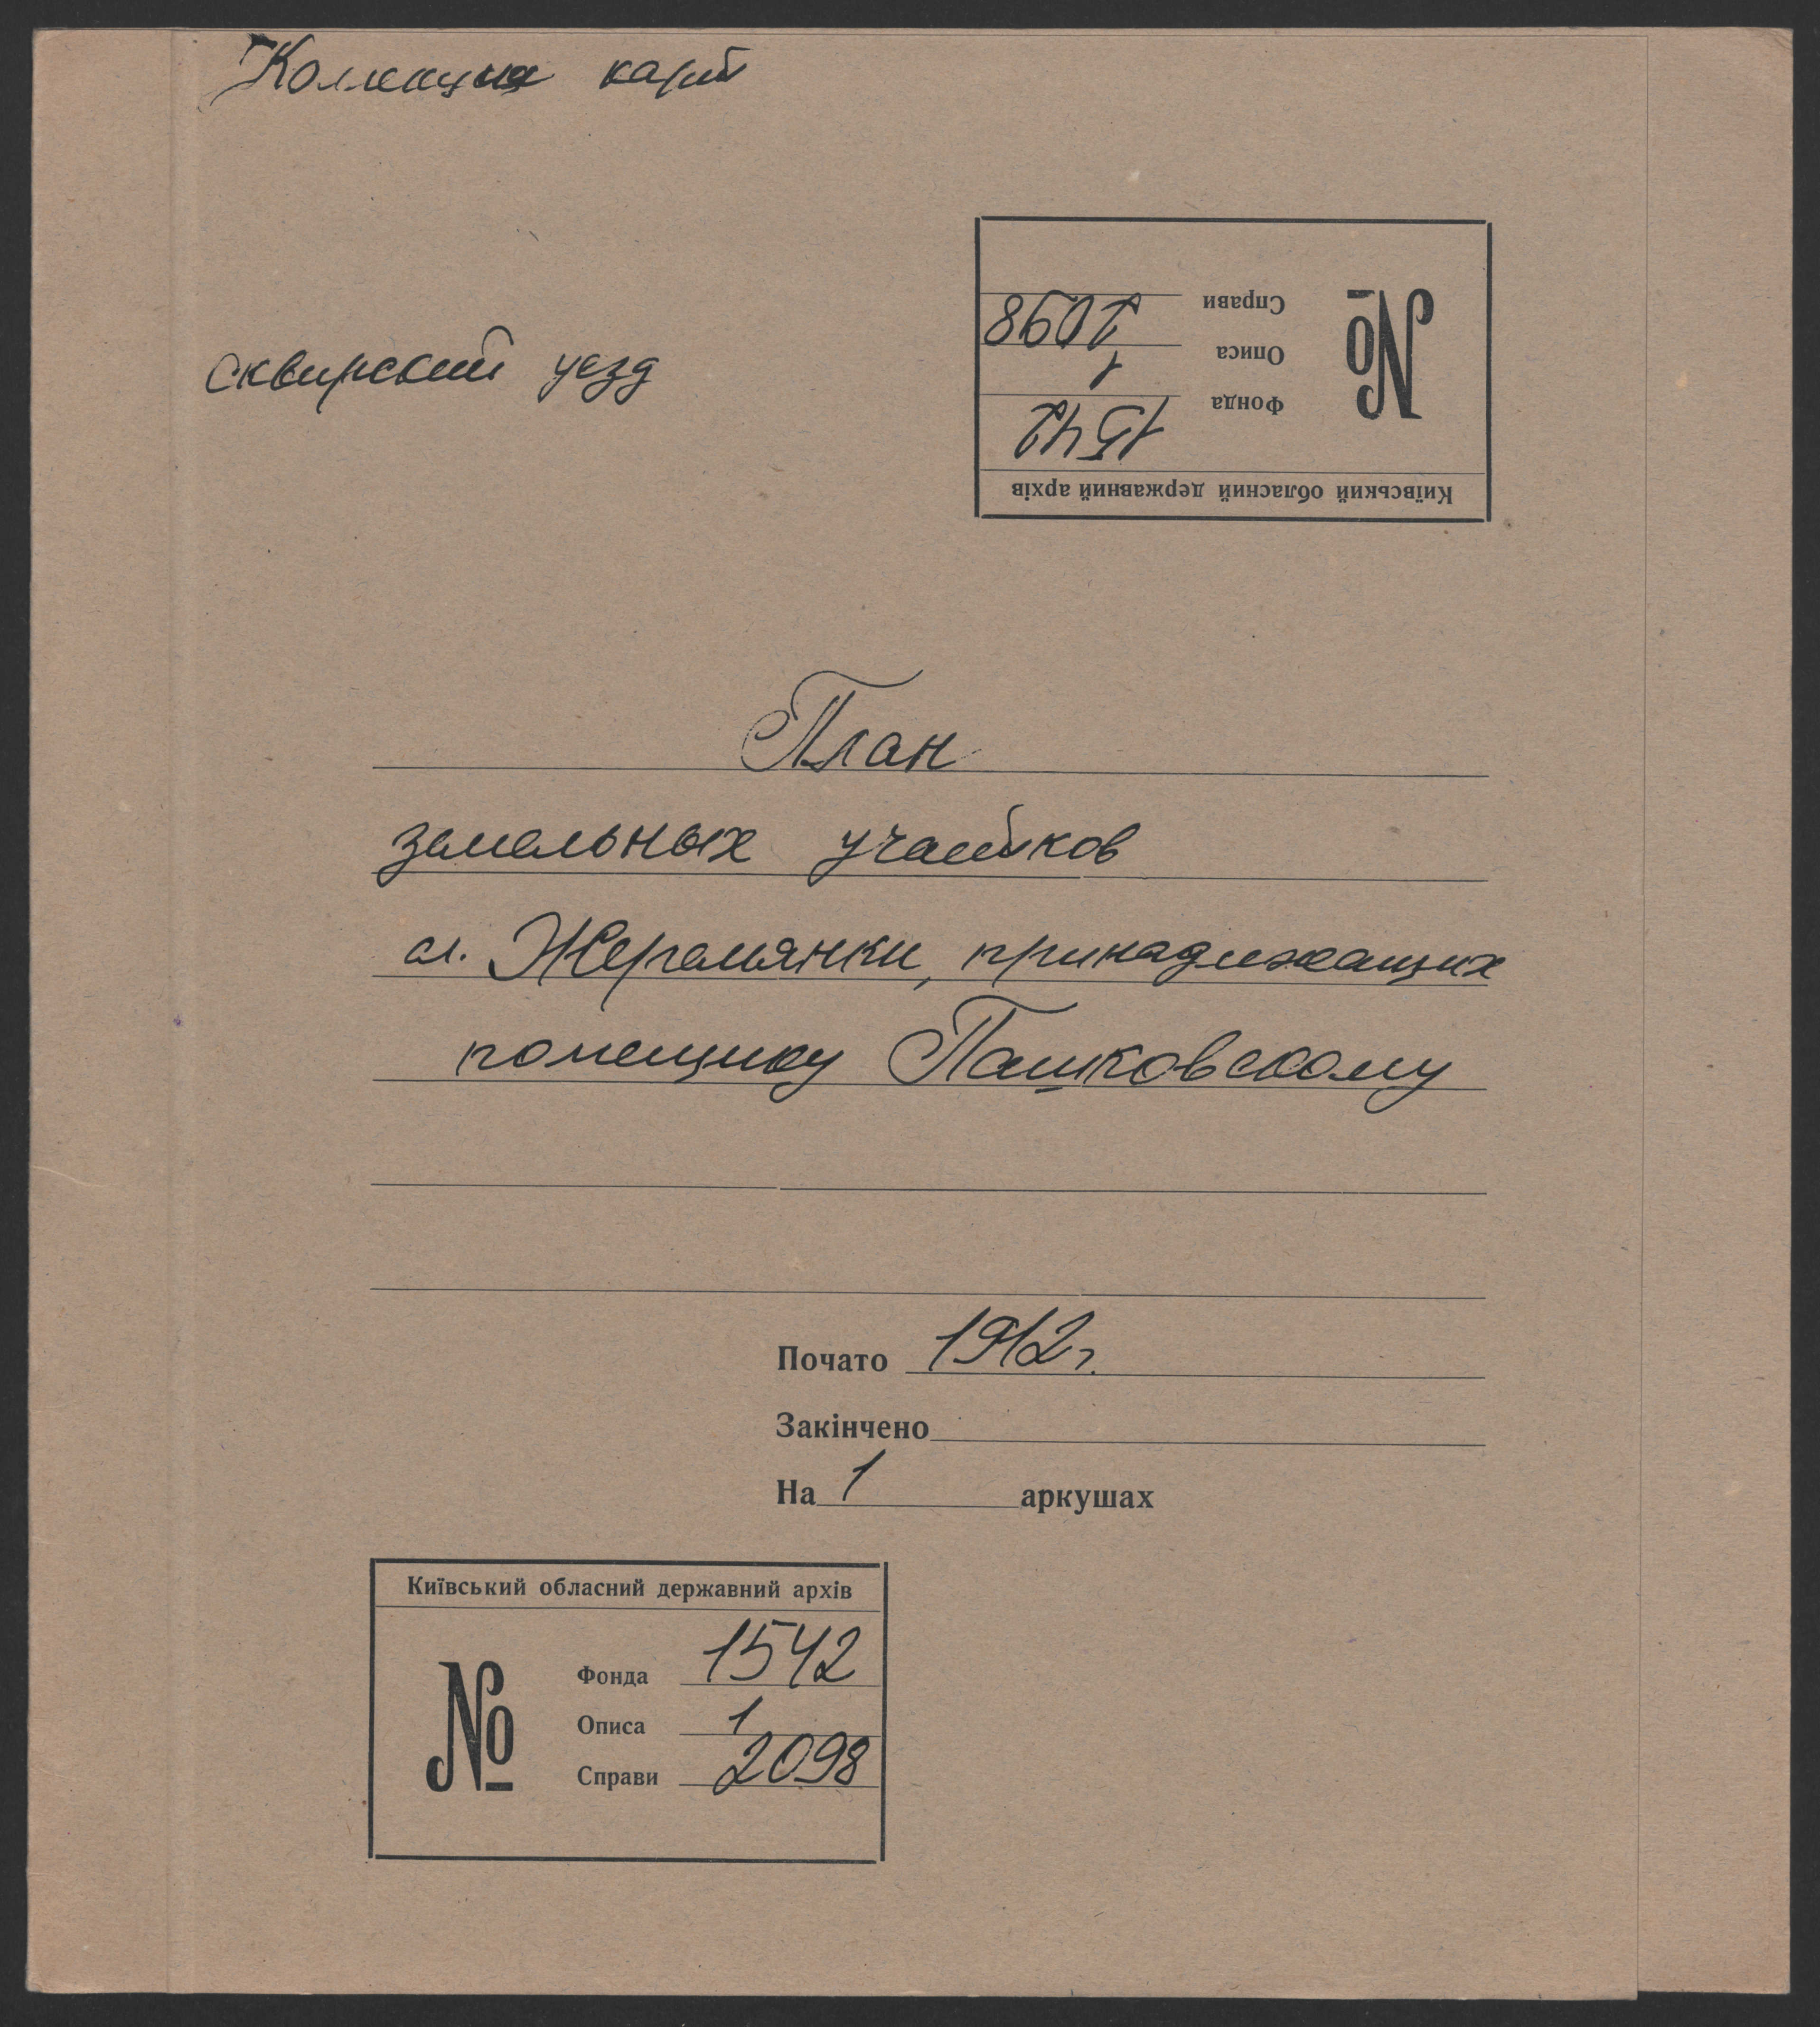 Коллекция карт
Сквирский уезд
Київський обласний державний архів
№
Фонда 1542
Описа 1
Справи 2098
План
земельных участков
сл. Жерделянки, принадлежащих
помещику Пашковскому
Почато 1912г.
Закінчено
На 1 аркушах
Київський обласний державний архів
№
Фонда 1542
Описа 1
Справи 2098